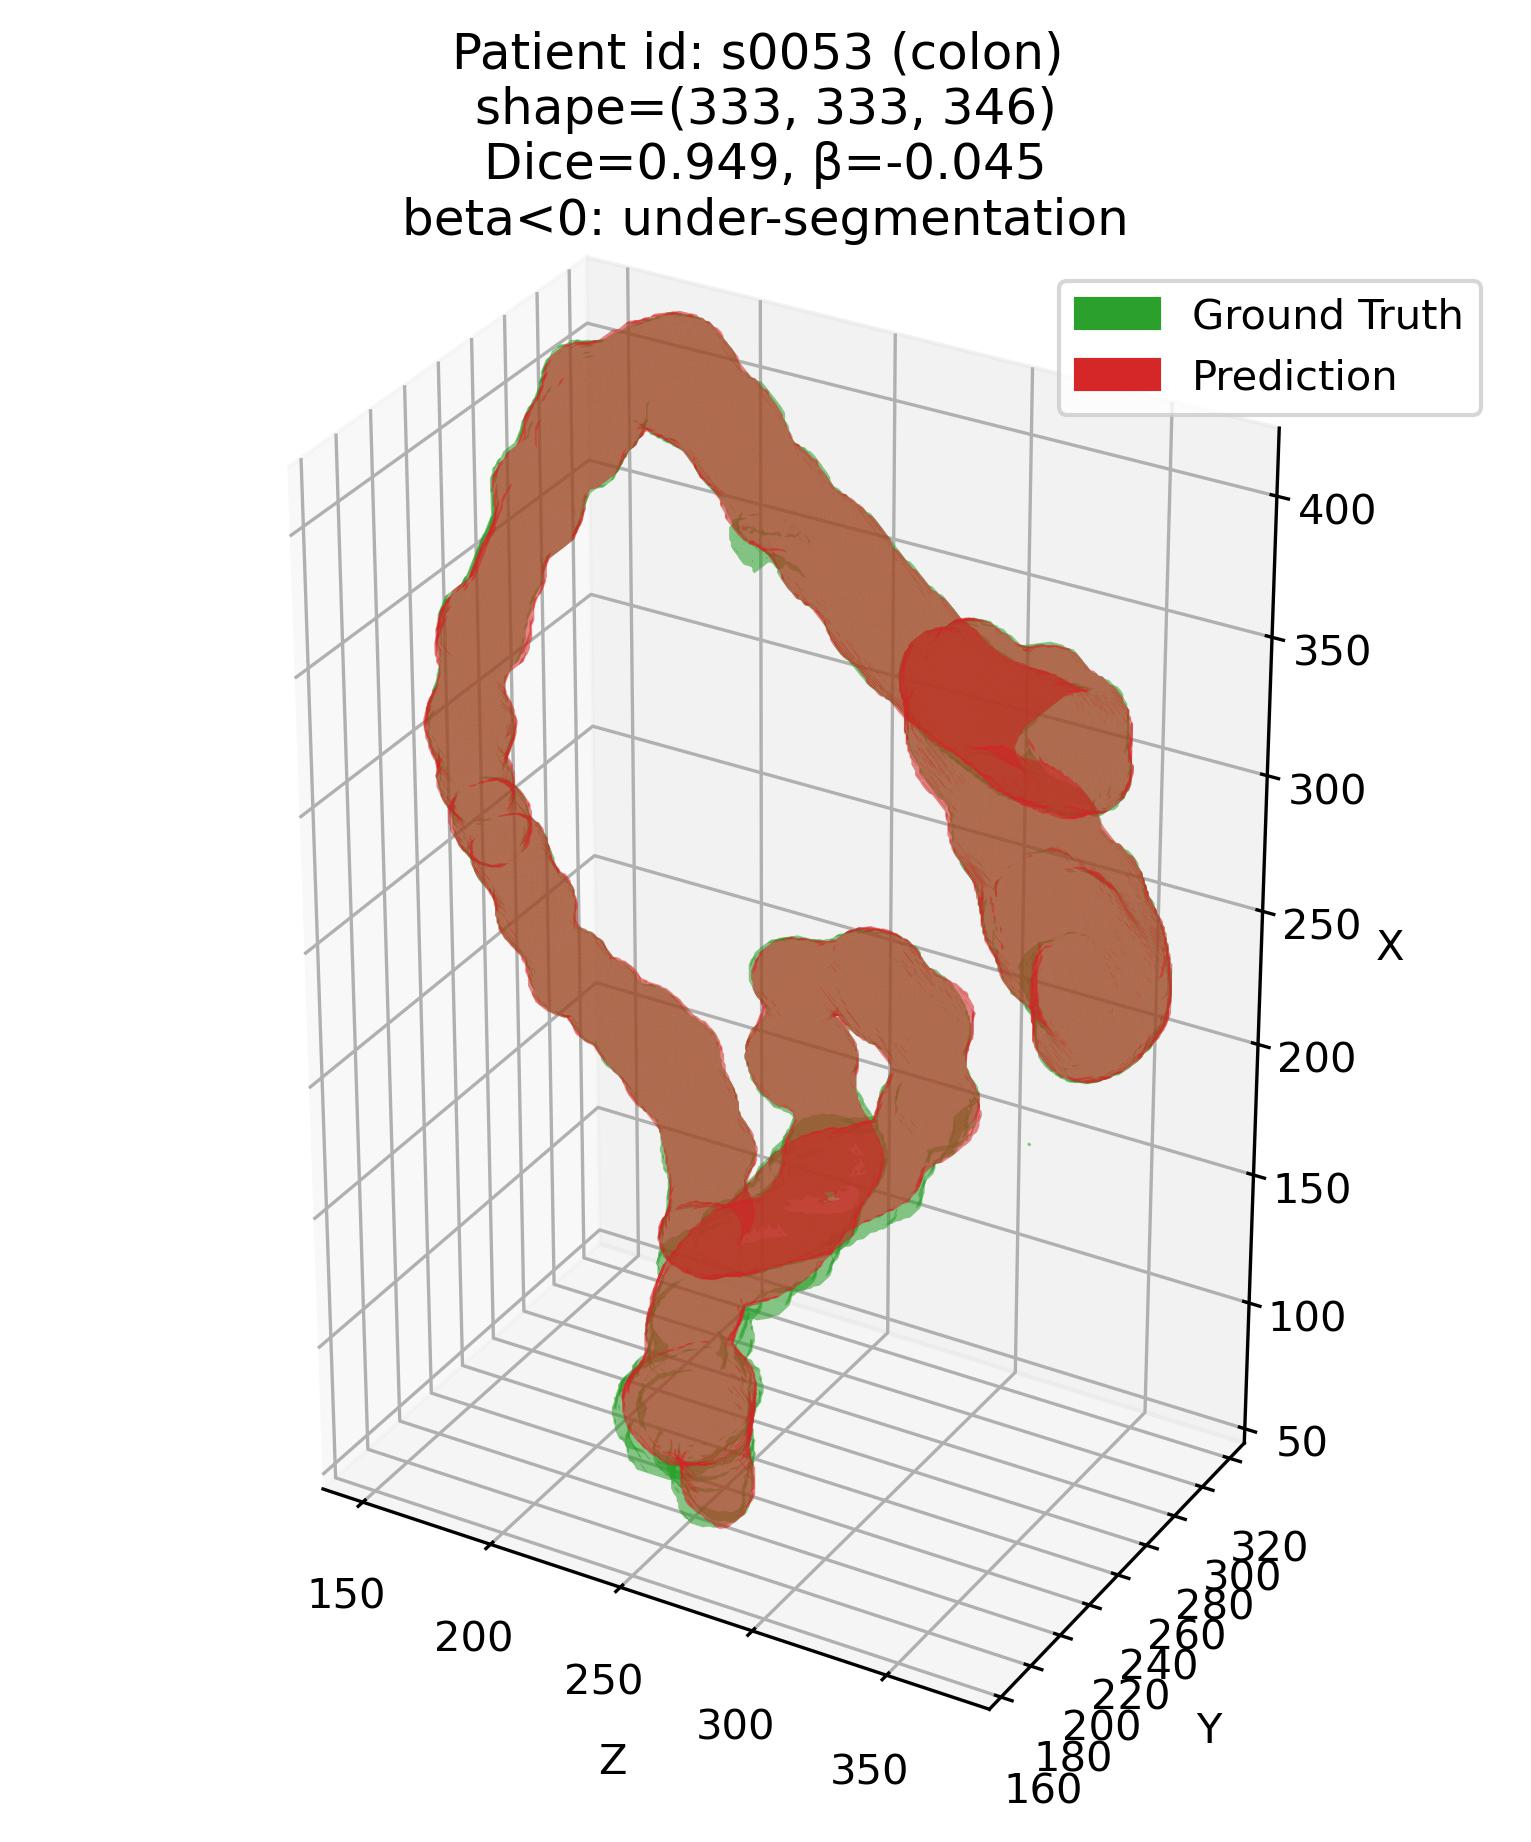 Patient id: s0053 (colon)
shape=(333, 333, 346)
Dice=0.949, β=-0.045
beta<0: under-segmentation
Ground Truth
Prediction
400
350
300
250
X
200
150
100
50
150
200
250
300
350
Z
320
300
280
260
240
220
200
180
160
Y